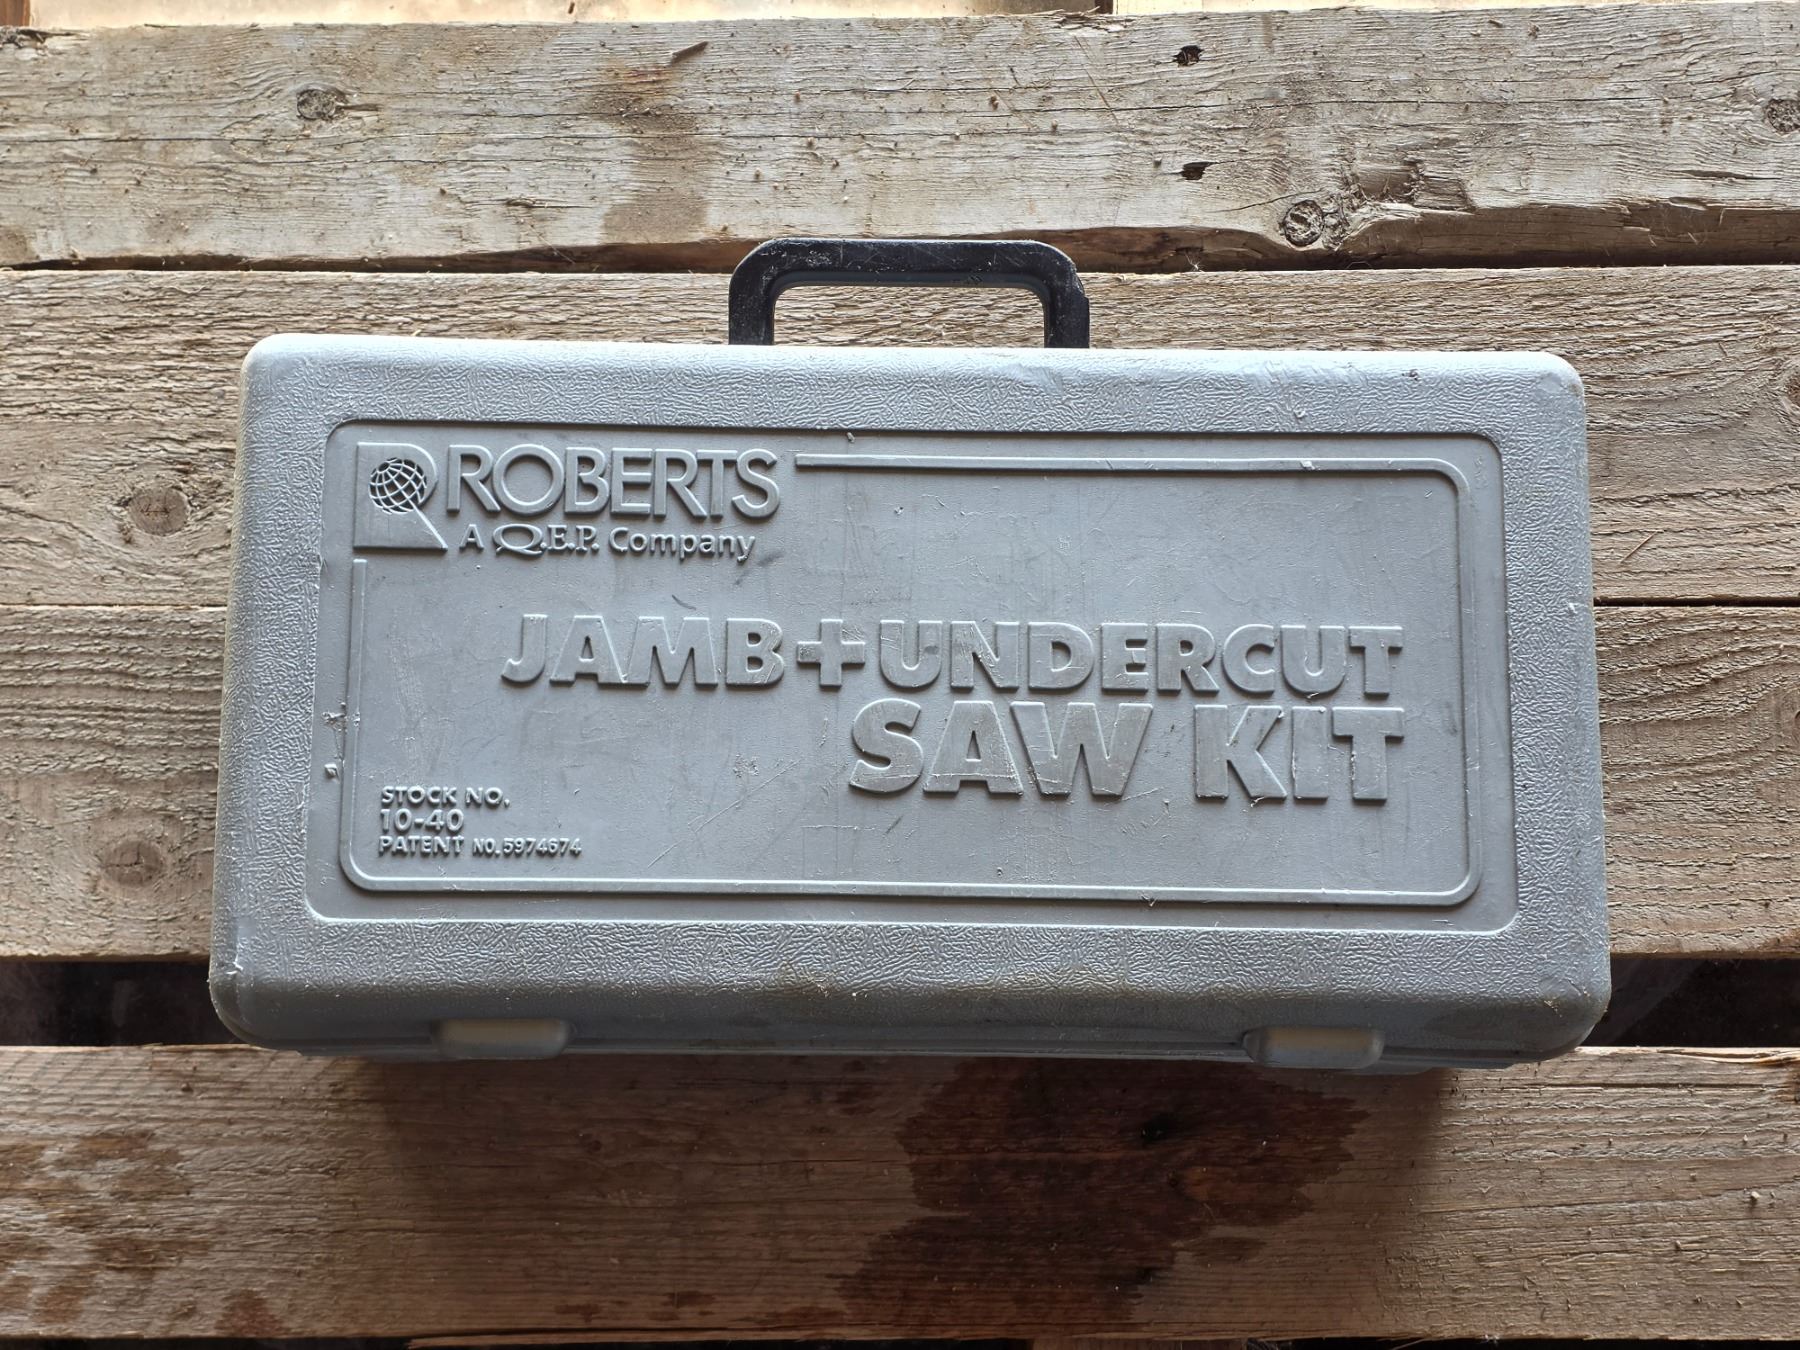 ROBERTS
A Q.E.P. Company
JAMB+UNDERCUT
SAW KIT
STOCK NO.
10-40
PATENT NO. 5974674